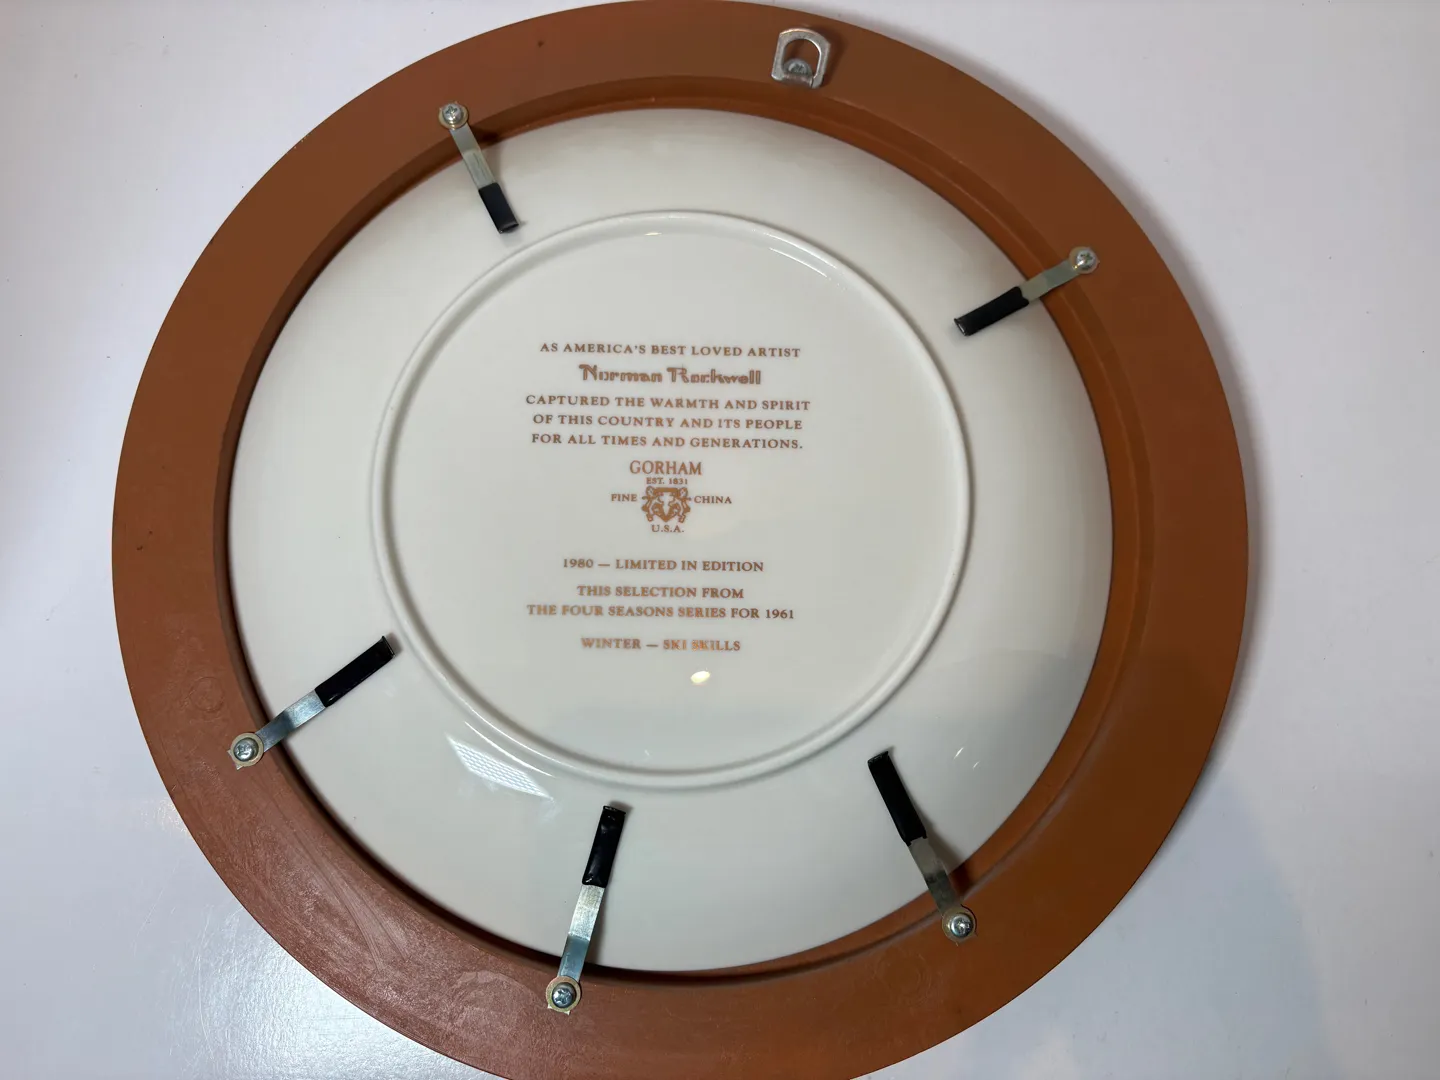 AS AMERICA'S BEST LOVED ARTIST
Norman Rockwell
CAPTURED THE WARMTH AND SPIRIT
OF THIS COUNTRY AND ITS PEOPLE
FOR ALL TIMES AND GENERATIONS.
GORHAM
EST. 1831
FINE CHINA
U.S.A.
1980 — LIMITED IN EDITION
THIS SELECTION FROM
THE FOUR SEASONS SERIES FOR 1961
WINTER — SKI SKILLS